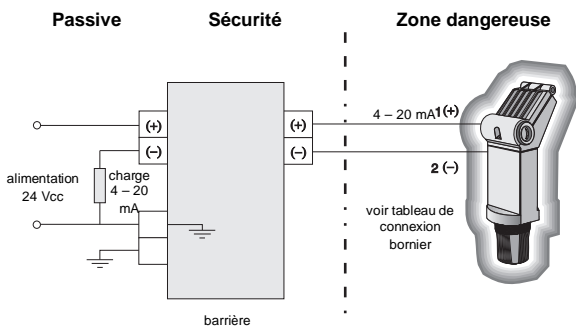 Passive
Sécurité
Zone dangereuse
4 – 20 mA
1(+)
(+)
(+)
(–)
(–)
2 (–)
alimentation
24 Vcc
charge
4 – 20
mA
voir tableau de
connexion
bornier
barrière